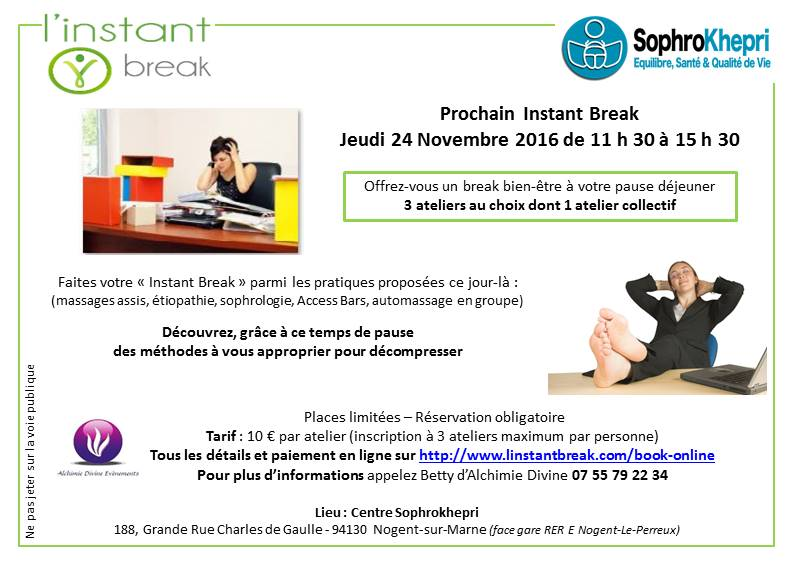 l'instant
break
SophroKhepri
Equilibre, Santé & Qualité de Vie
Prochain Instant Break
Jeudi 24 Novembre 2016 de 11 h 30 à 15 h 30
Offrez-vous un break bien-être à votre pause déjeuner
3 ateliers au choix dont 1 atelier collectif
Faites votre « Instant Break » parmi les pratiques proposées ce jour-là :
(massages assis, étiopathie, sophrologie, Access Bars, automassage en groupe)
Découvrez, grâce à ce temps de pause
des méthodes à vous approprier pour décompresser
Ne pas jeter sur la voie publique
Places limitées – Réservation obligatoire
Tarif : 10 € par atelier (inscription à 3 ateliers maximum par personne)
Tous les détails et paiement en ligne sur http://www.linstantbreak.com/book-online
Pour plus d'informations appelez Betty d'Alchimie Divine 07 55 79 22 34
Alchimie Divine Evènements
Lieu : Centre Sophrokhepri
188, Grande Rue Charles de Gaulle - 94130 Nogent-sur-Marne (face gare RER E Nogent-Le-Perreux)